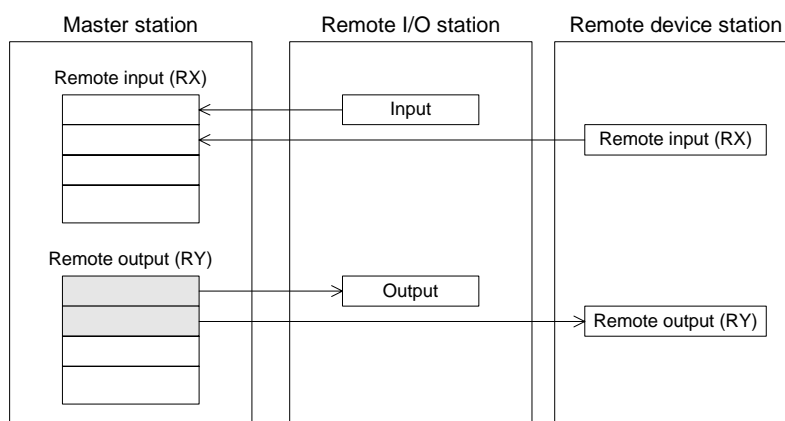 Master station
Remote I/O station
Remote device station
Remote input (RX)
Input
Remote input (RX)
Remote output (RY)
Output
Remote output (RY)